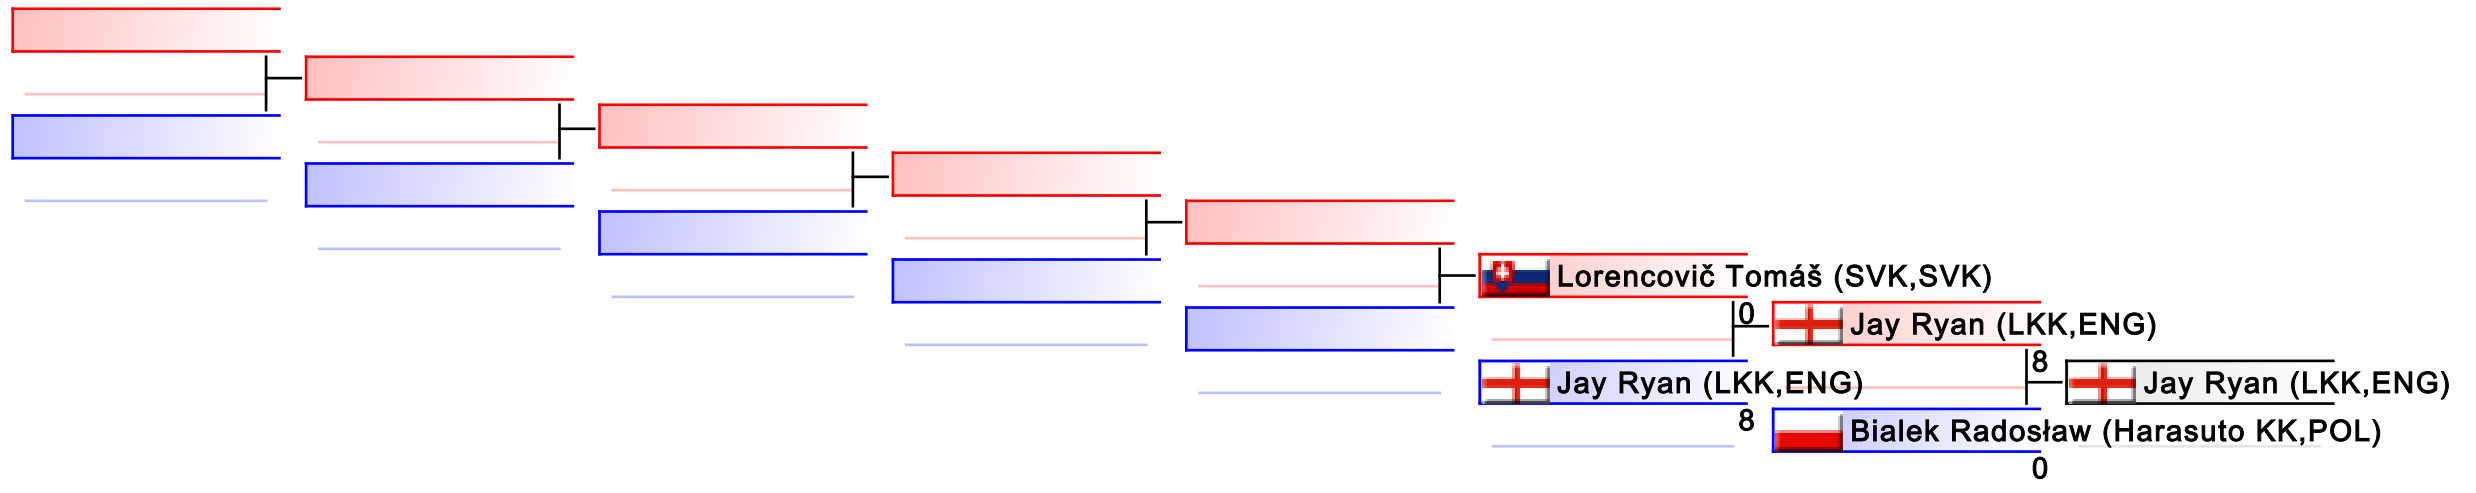 Lorencovič Tomáš (SVK,SVK)
0
Jay Ryan (LKK,ENG)
8
Jay Ryan (LKK,ENG)
8
Jay Ryan (LKK,ENG)
Bialek Radosław (Harasuto KK,POL)
0